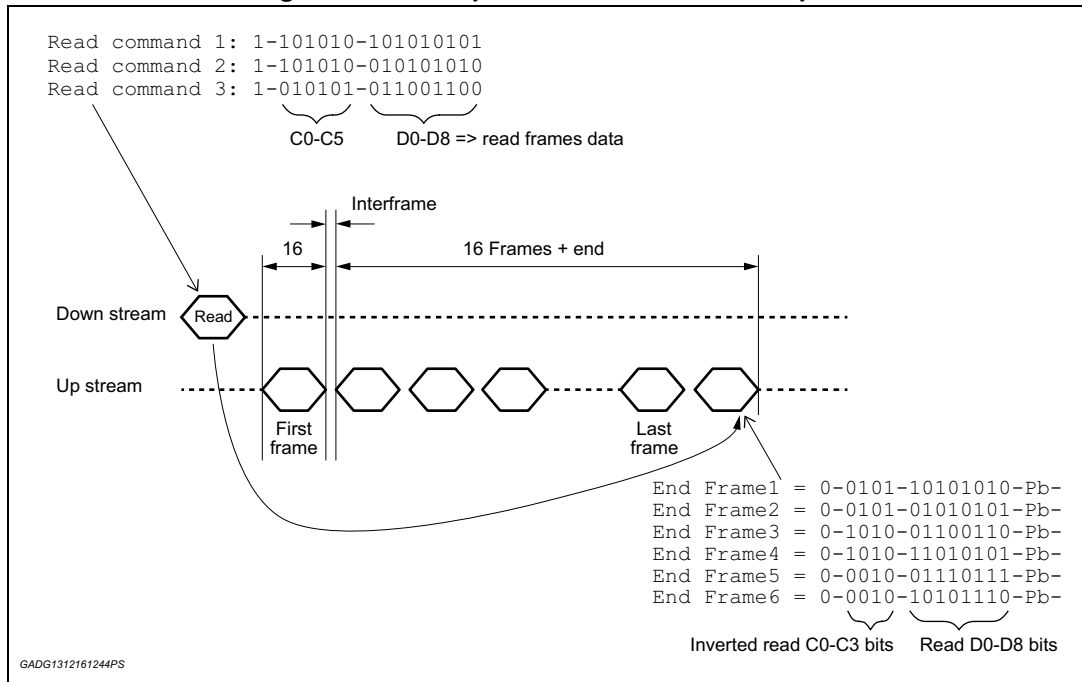 Read command 1: 1-101010-101010101
Read command 2: 1-101010-010101010
Read command 3: 1-010101-011001100
C0-C5 D0-D8 => read frames data
Interframe
16 16 Frames + end
Down stream Read
Up stream
First frame
Last frame
End Frame1 = 0-0101-10101010-Pb-
End Frame2 = 0-0101-01010101-Pb-
End Frame3 = 0-1010-01100110-Pb-
End Frame4 = 0-1010-11010101-Pb-
End Frame5 = 0-0010-01110111-Pb-
End Frame6 = 0-0010-10101110-Pb-
Inverted read C0-C3 bits Read D0-D8 bits
GADG1312161244PS